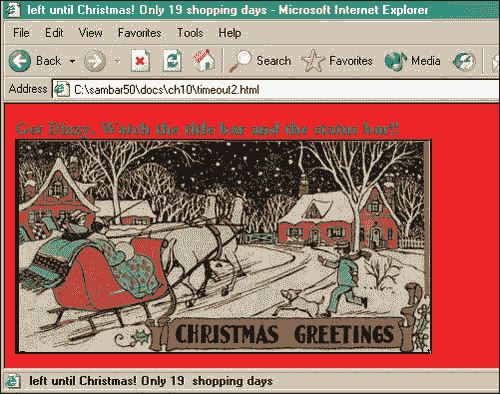 left until Christmas! Only 19 shopping days - Microsoft Internet Explorer
File Edit View Favorites Tools Help
Back Search Favorites Media
Address C:\sambar50\docs\ch10\timeout2.html
Get Dizzy. Watch the title bar and the status bar!!
CHRISTMAS GREETINGS
left until Christmas! Only 19 shopping days